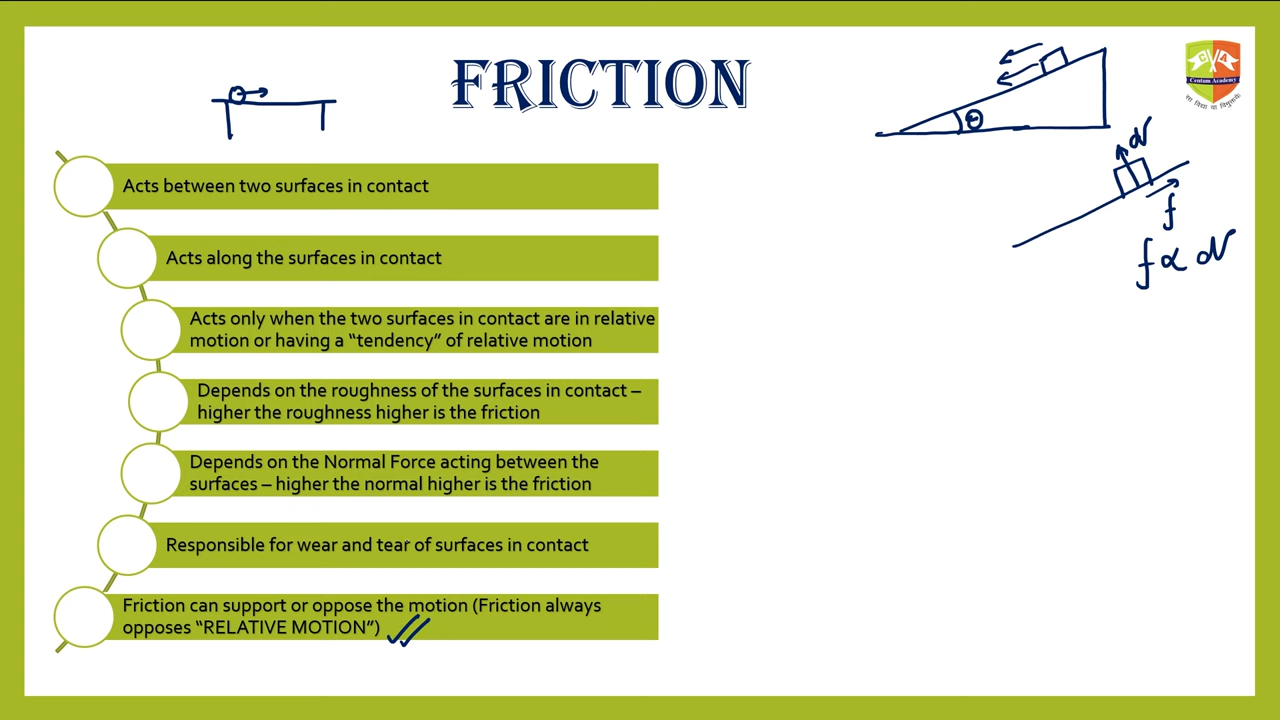 FRICTION
Centum Academy
सा विद्या या विमुक्तये
θ
N
f
f ∝ N
Acts between two surfaces in contact
Acts along the surfaces in contact
Acts only when the two surfaces in contact are in relative
motion or having a “tendency” of relative motion
Depends on the roughness of the surfaces in contact –
higher the roughness higher is the friction
Depends on the Normal Force acting between the
surfaces – higher the normal higher is the friction
Responsible for wear and tear of surfaces in contact
Friction can support or oppose the motion (Friction always
opposes “RELATIVE MOTION”)